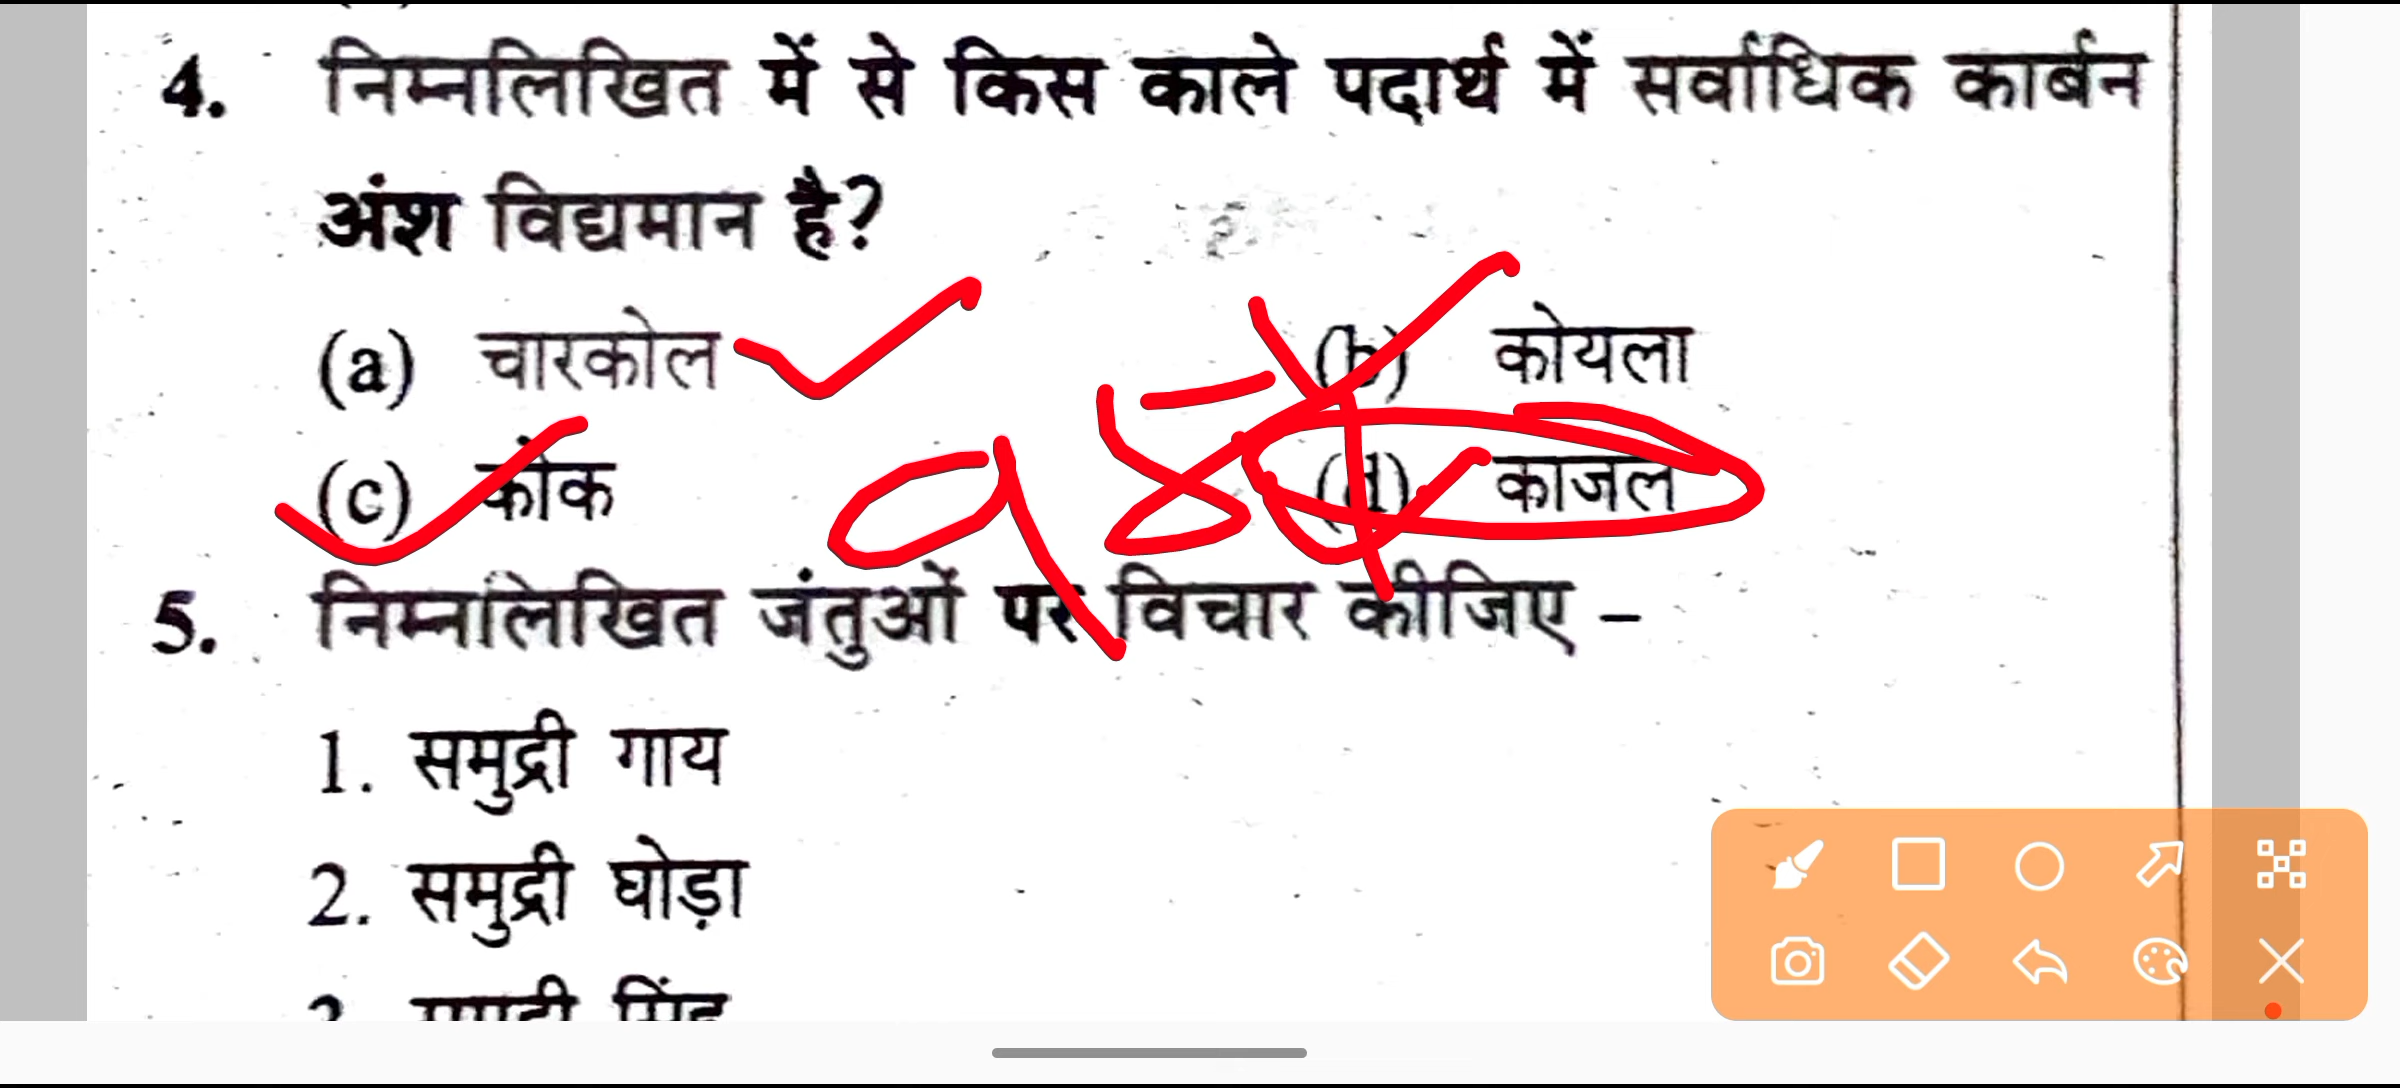 4. निम्नलिखित में से किस काले पदार्थ में सर्वाधिक कार्बन
अंश विद्यमान है?
(a) चारकोल (b) कोयला
(c) कोक (d) काजल
5. निम्नलिखित जंतुओं पर विचार कीजिए –
1. समुद्री गाय
2. समुद्री घोड़ा